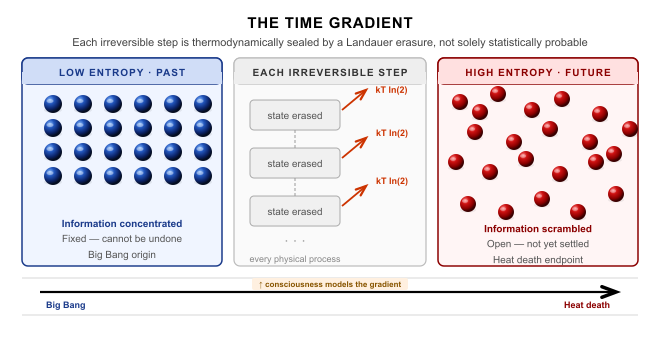 THE TIME GRADIENT
Each irreversible step is thermodynamically sealed by a Landauer erasure, not solely statistically probable
LOW ENTROPY · PAST
Information concentrated
Fixed — cannot be undone
Big Bang origin
EACH IRREVERSIBLE STEP
kT ln(2)
state erased
kT ln(2)
state erased
kT ln(2)
state erased
· · ·
every physical process
HIGH ENTROPY · FUTURE
Information scrambled
Open — not yet settled
Heat death endpoint
↑ consciousness models the gradient
Big Bang
Heat death